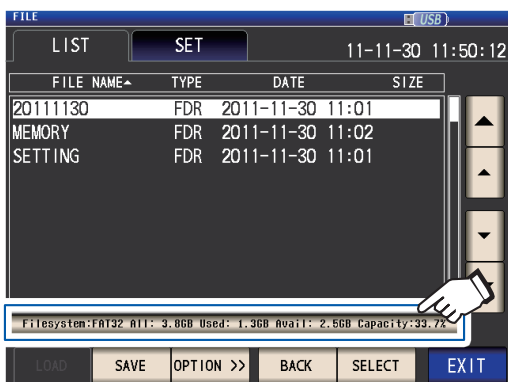 FILE USB
LIST SET 11-11-30 11:50:12
FILE NAME TYPE DATE SIZE
20111130 FDR 2011-11-30 11:01
MEMORY FDR 2011-11-30 11:02
SETTING FDR 2011-11-30 11:01
Filesystem:FAT32 All: 3.8GB Used: 1.3GB Avail: 2.5GB Capacity:33.7%
LOAD SAVE OPTION >> BACK SELECT EXIT